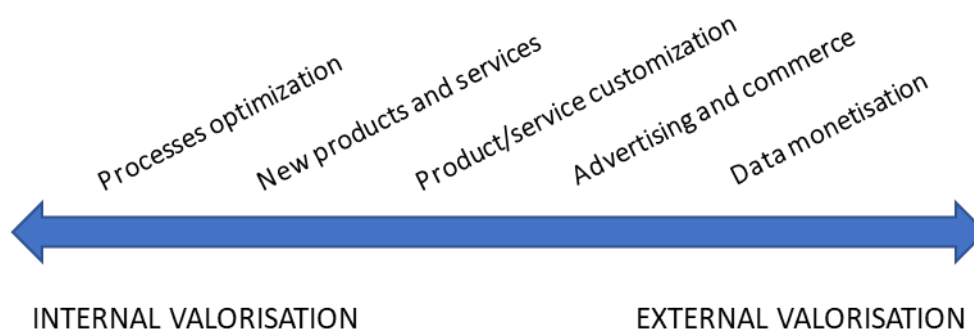 Processes optimization
New products and services
Product/service customization
Advertising and commerce
Data monetisation
INTERNAL VALORISATION
EXTERNAL VALORISATION